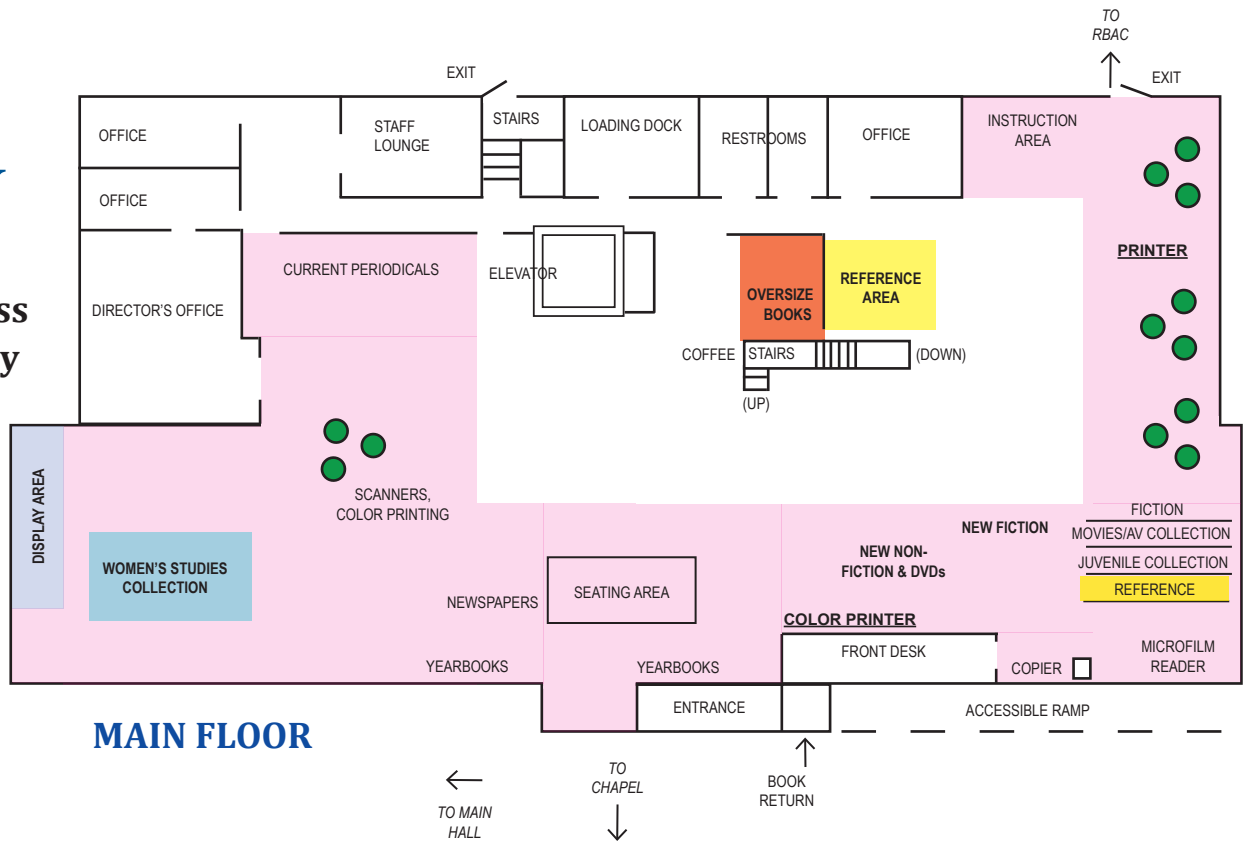 TO
RBAC
EXIT
EXIT
OFFICE
STAFF
LOUNGE
STAIRS
LOADING DOCK
RESTROOMS
OFFICE
INSTRUCTION
AREA
OFFICE
PRINTER
CURRENT PERIODICALS
ELEVATOR
OVERSIZE
BOOKS
REFERENCE
AREA
DIRECTOR'S OFFICE
ss
y
COFFEE
STAIRS
(DOWN)
(UP)
DISPLAY AREA
SCANNERS,
COLOR PRINTING
WOMEN'S STUDIES
COLLECTION
NEWSPAPERS
SEATING AREA
NEW NON-
FICTION & DVDs
NEW FICTION
FICTION
MOVIES/AV COLLECTION
JUVENILE COLLECTION
REFERENCE
COLOR PRINTER
FRONT DESK
YEARBOOKS
YEARBOOKS
COPIER
MICROFILM
READER
MAIN FLOOR
ENTRANCE
ACCESSIBLE RAMP
TO MAIN
HALL
TO
CHAPEL
BOOK
RETURN